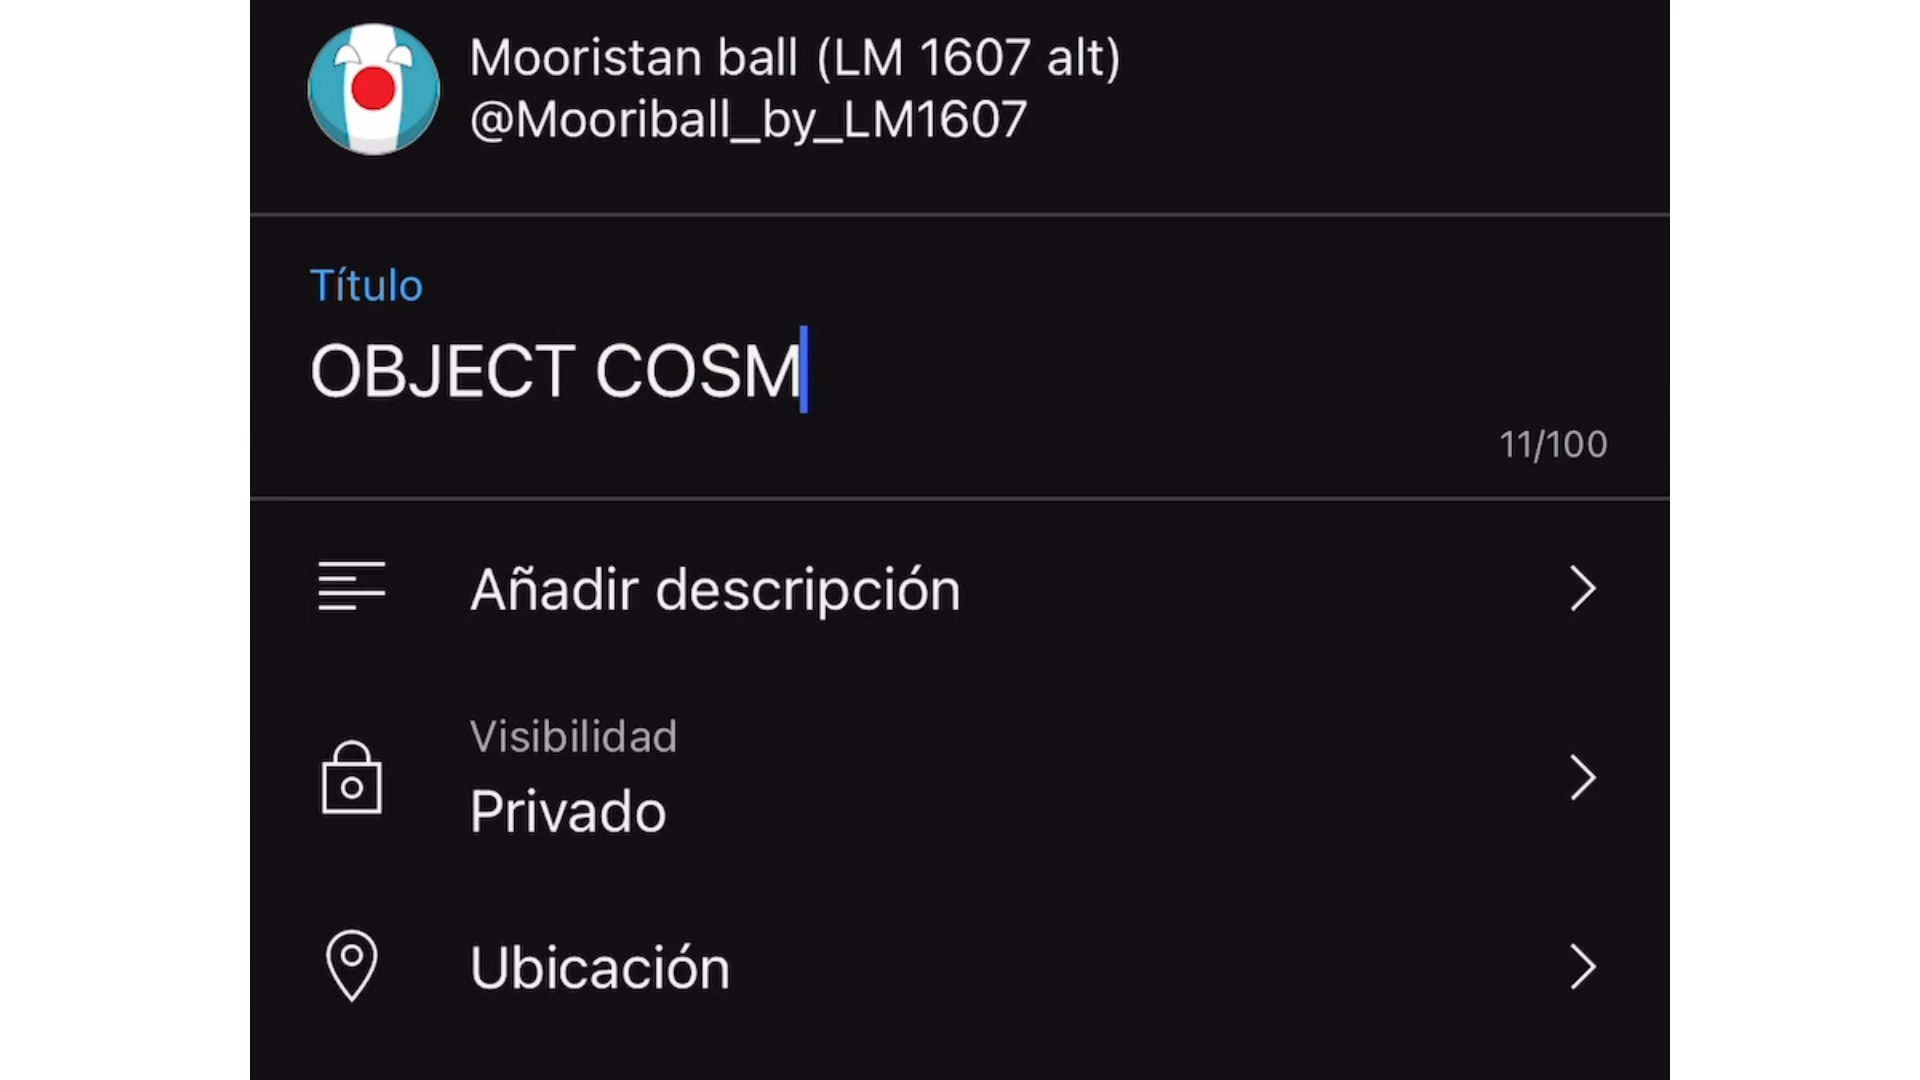 Mooristan ball (LM 1607 alt)
@Mooriball_by_LM1607
Título
OBJECT COSM
11/100
Añadir descripción
Visibilidad
Privado
Ubicación